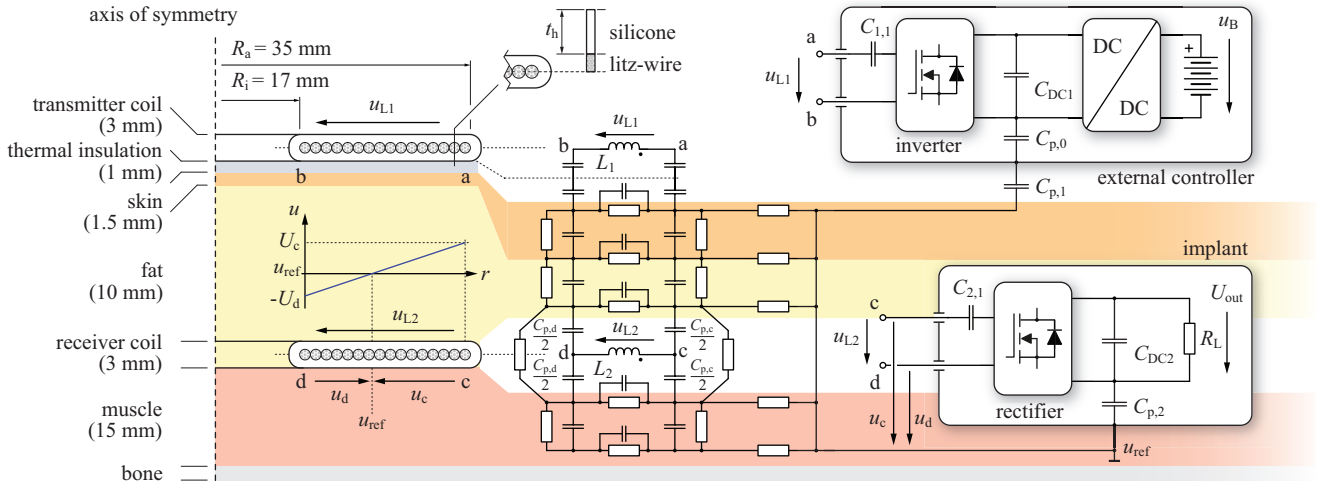 axis of symmetry
R_a = 35 mm
R_i = 17 mm
transmitter coil
(3 mm)
thermal insulation
(1 mm)
skin
(1.5 mm)
fat
(10 mm)
receiver coil
(3 mm)
muscle
(15 mm)
bone
t_h
silicone
litz-wire
u_L1
b
a
u
U_c
u_ref
-U_d
r
u_L2
d
c
u_d
u_c
u_ref
u_L1
b
a
L_1
C_p,d/2
u_L2
C_p,c/2
d
c
C_p,d/2
L_2
C_p,c/2
a
C_1,1
u_L1
b
inverter
C_DC1
C_p,0
DC
DC
+
u_B
external controller
C_p,1
implant
c
C_2,1
u_L2
d
rectifier
C_DC2
R_L
U_out
C_p,2
u_c
u_d
u_ref